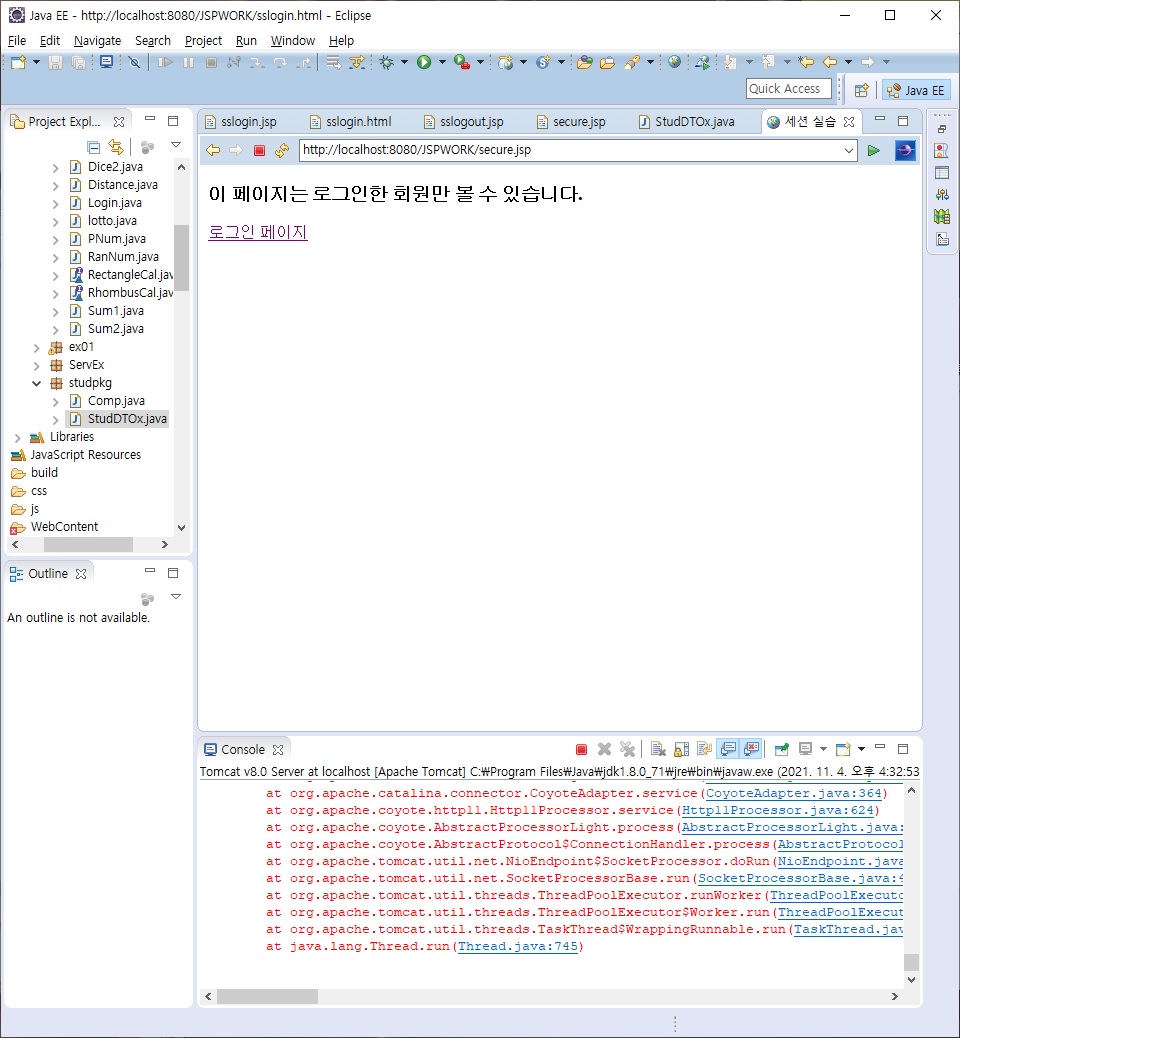 Java EE - http://localhost:8080/JSPWORK/sslogin.html - Eclipse
File Edit Navigate Search Project Run Window Help
Quick Access
Java EE
Project Expl...
Dice2.java
Distance.java
Login.java
lotto.java
PNum.java
RanNum.java
RectangleCal.jav
RhombusCal.jav
Sum1.java
Sum2.java
ex01
ServEx
studpkg
Comp.java
StudDTOx.java
Libraries
JavaScript Resources
build
css
js
WebContent
Outline
An outline is not available.
sslogin.jsp sslogin.html sslogout.jsp secure.jsp StudDTOx.java 세션 실습
http://localhost:8080/JSPWORK/secure.jsp
이 페이지는 로그인한 회원만 볼 수 있습니다.
로그인 페이지
Console
Tomcat v8.0 Server at localhost [Apache Tomcat] C:₩Program Files₩Java₩jdk1.8.0_71₩jre₩bin₩javaw.exe (2021. 11. 4. 오후 4:32:53
at org.apache.catalina.connector.CoyoteAdapter.service(CoyoteAdapter.java:364)
at org.apache.coyote.http11.Http11Processor.service(Http11Processor.java:624)
at org.apache.coyote.AbstractProcessorLight.process(AbstractProcessorLight.java:
at org.apache.coyote.AbstractProtocol$ConnectionHandler.process(AbstractProtocol
at org.apache.tomcat.util.net.NioEndpoint$SocketProcessor.doRun(NioEndpoint.java
at org.apache.tomcat.util.net.SocketProcessorBase.run(SocketProcessorBase.java:4
at org.apache.tomcat.util.threads.ThreadPoolExecutor.runWorker(ThreadPoolExecuto
at org.apache.tomcat.util.threads.ThreadPoolExecutor$Worker.run(ThreadPoolExecut
at org.apache.tomcat.util.threads.TaskThread$WrappingRunnable.run(TaskThread.jav
at java.lang.Thread.run(Thread.java:745)